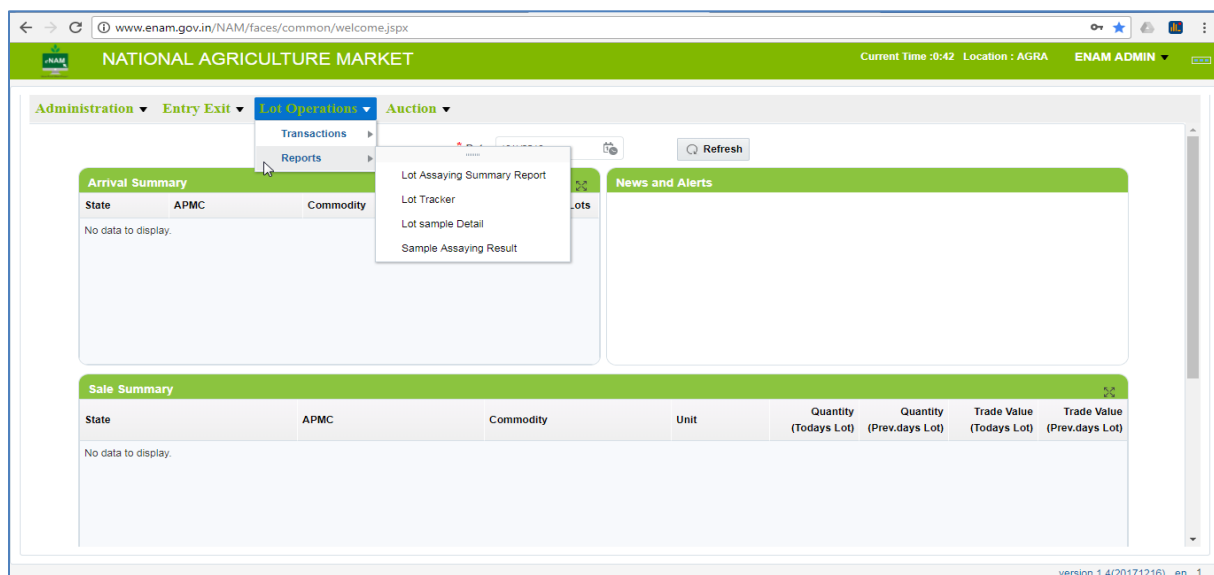 www.enam.gov.in/NAM/faces/common/welcome.jspx
eNAM
NATIONAL AGRICULTURE MARKET
Current Time :0:42 Location : AGRA
ENAM ADMIN
Administration
Entry Exit
Lot Operations
Auction
Transactions
Reports
Refresh
Lot Assaying Summary Report
Lot Tracker
Lot sample Detail
Sample Assaying Result
Arrival Summary
State APMC Commodity
No data to display.
News and Alerts
Sale Summary
State APMC Commodity Unit Quantity (Todays Lot) Quantity (Prev.days Lot) Trade Value (Todays Lot) Trade Value (Prev.days Lot)
No data to display.
version 1.4(20171216) en 1